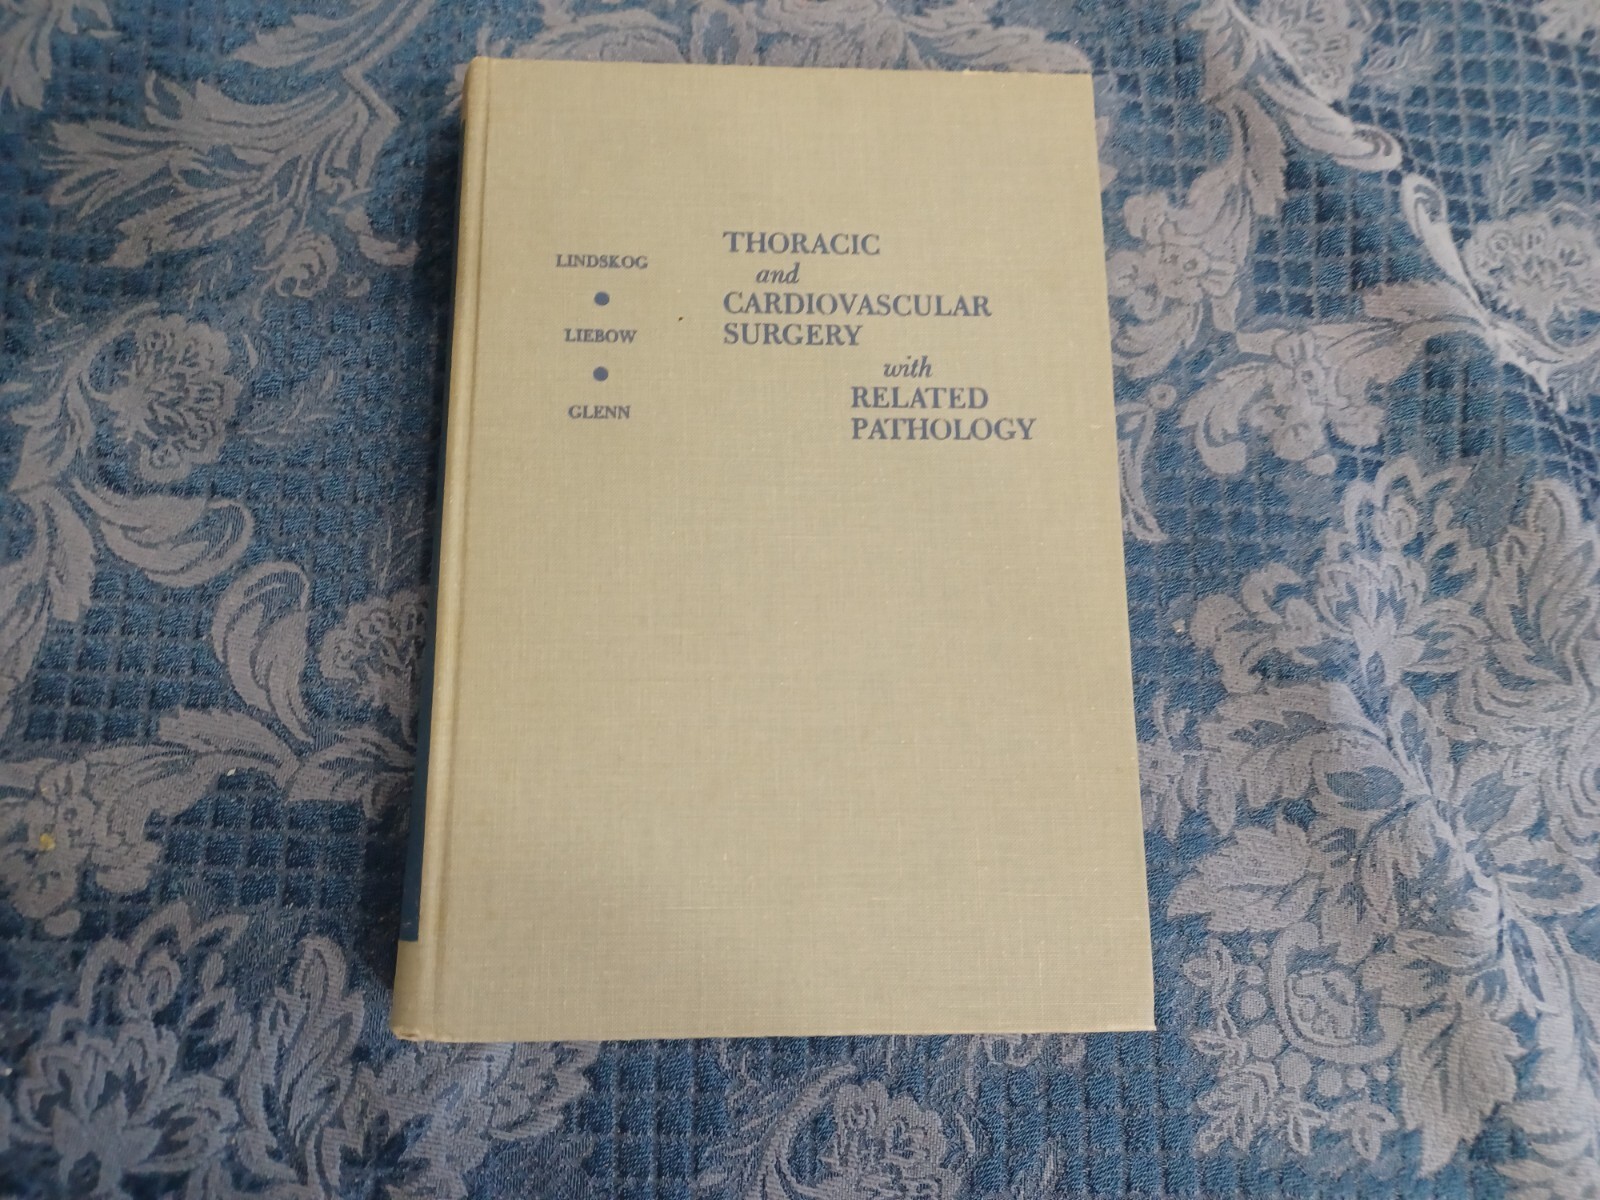 LINDSKOG
●
LIEBOW
●
GLENN
THORACIC
and
CARDIOVASCULAR
SURGERY
with
RELATED
PATHOLOGY